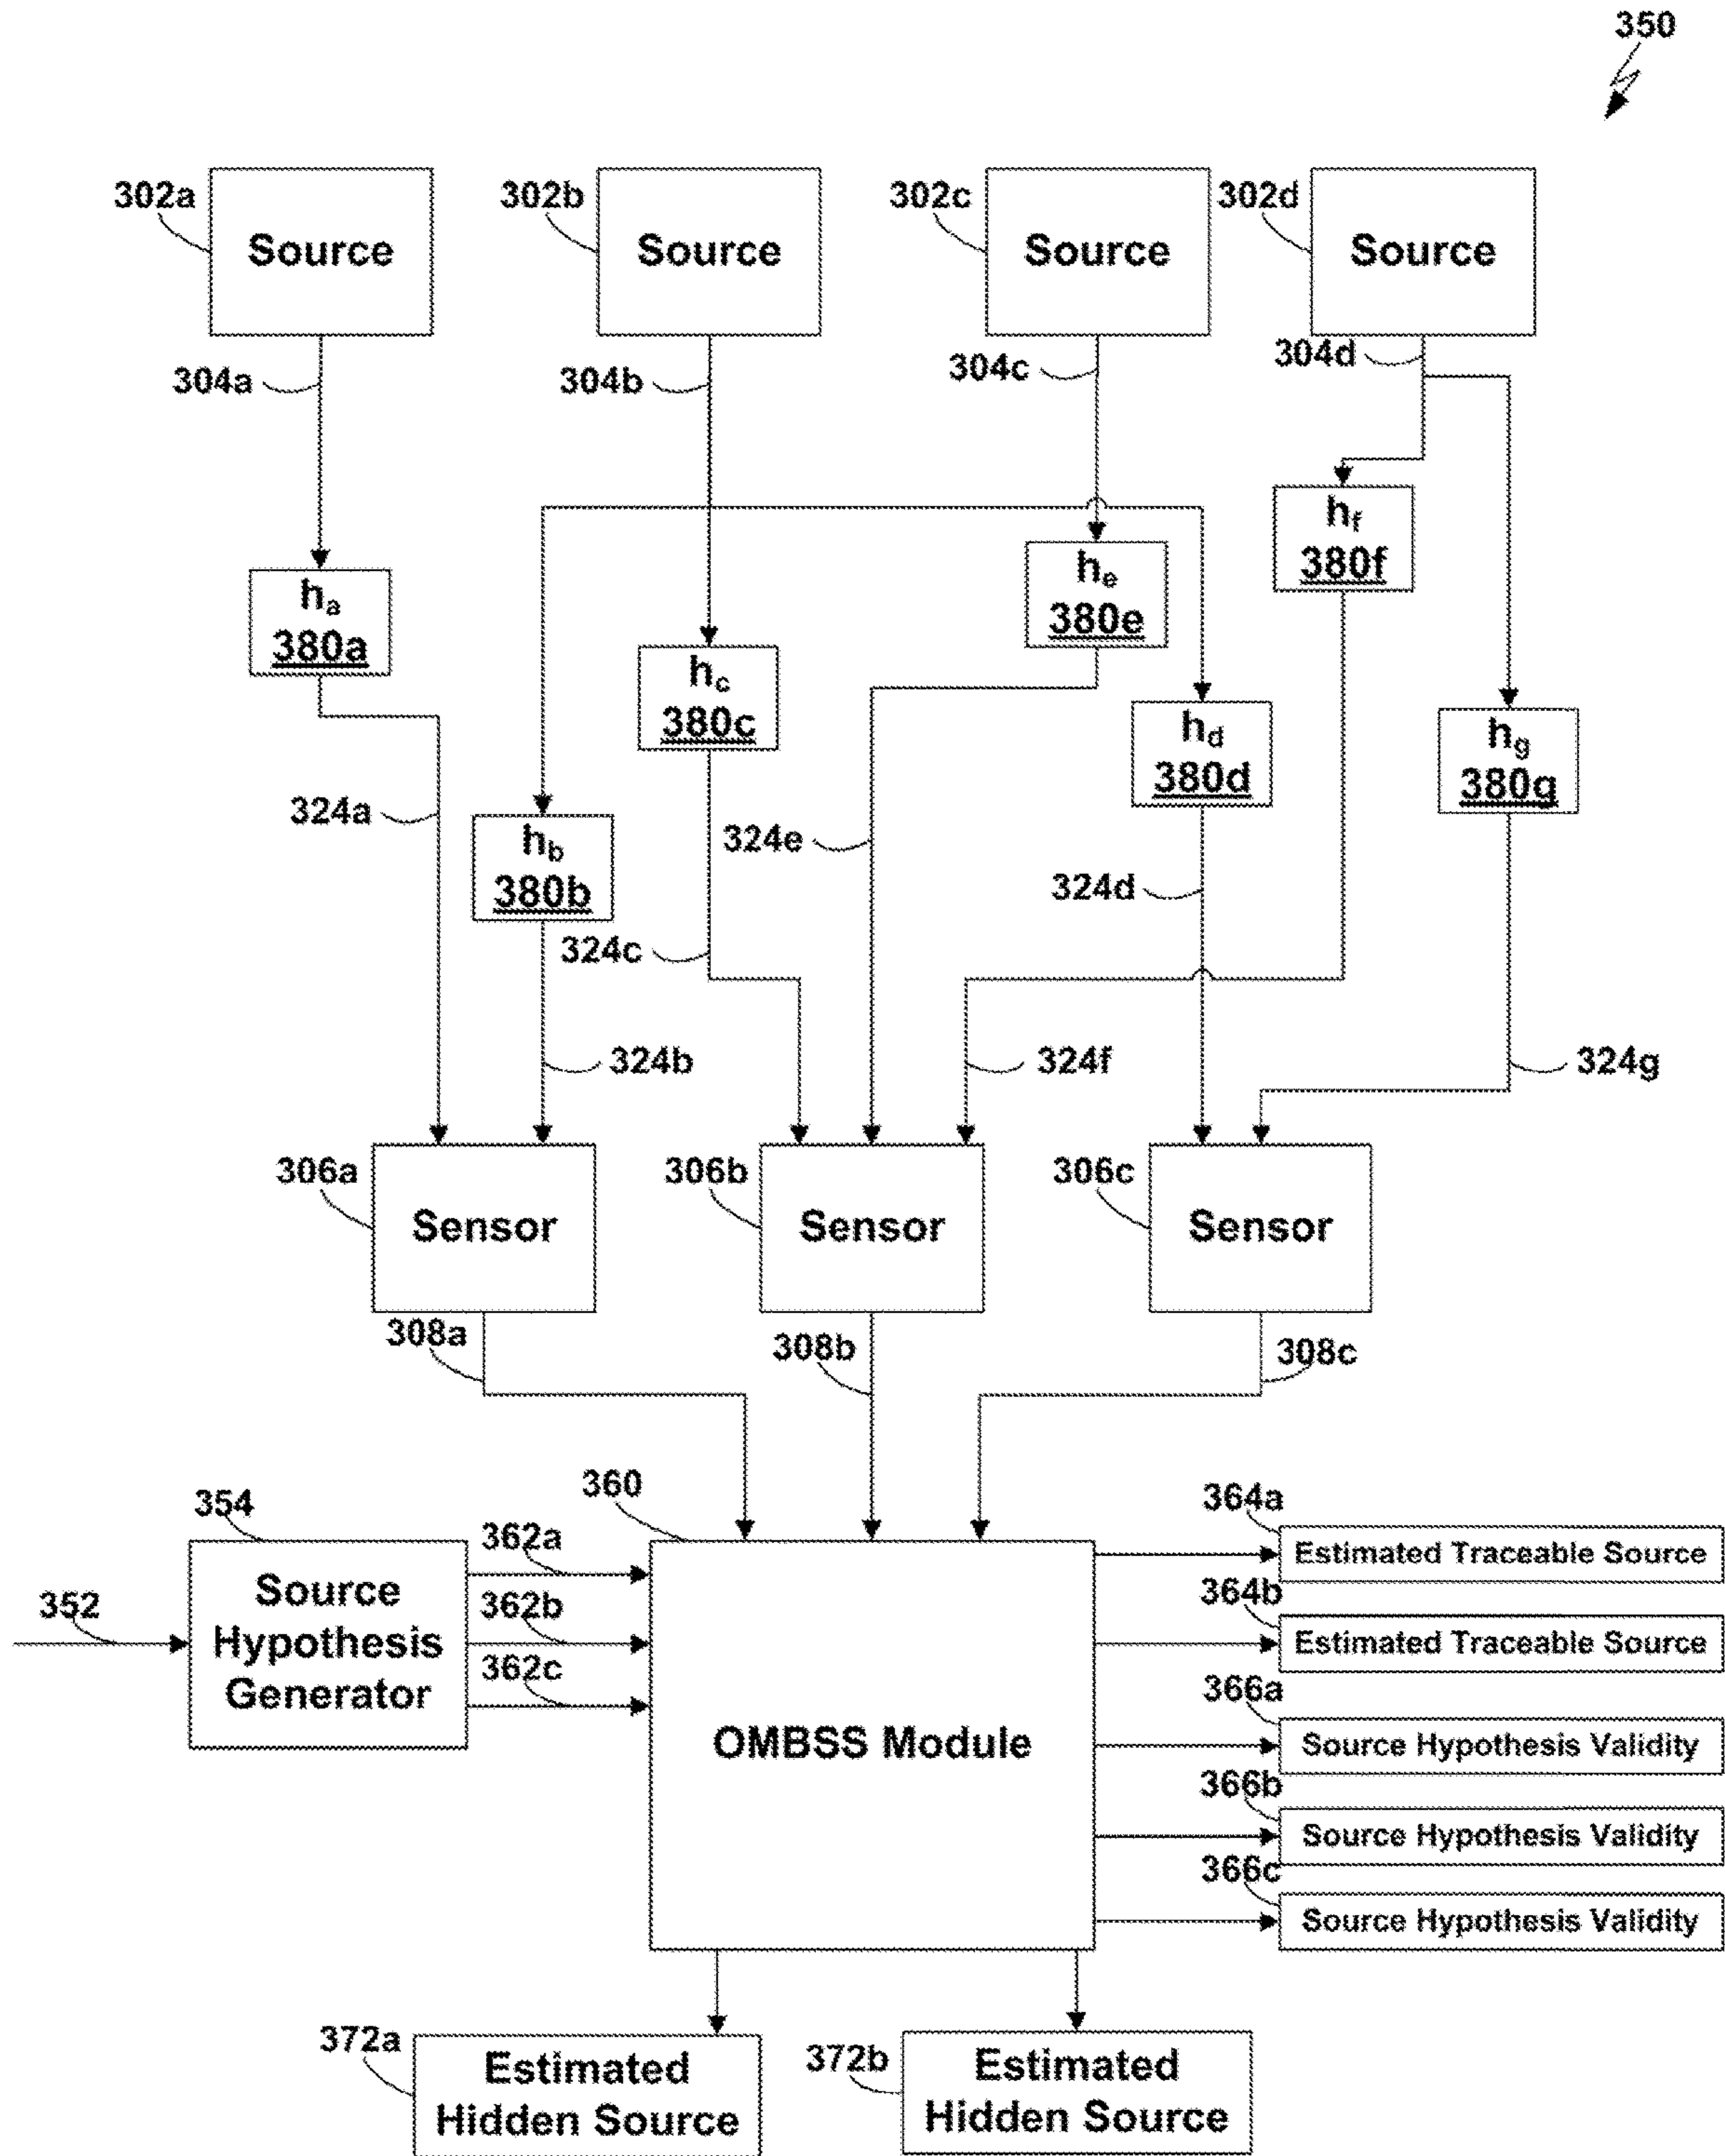 350
302a
302b
302c
302d
Source
Source
Source
Source
304a
304b
304c
304d
ha
380a
hc
380c
he
380e
hf
380f
hd
380d
hg
380g
hb
380b
324a
324e
324d
324c
324b
324f
324g
306a
306b
306c
Sensor
Sensor
Sensor
308a
308b
308c
354
360
352
Source
Hypothesis
Generator
362a
362b
362c
OMBSS Module
364a
Estimated Traceable Source
364b
Estimated Traceable Source
366a
Source Hypothesis Validity
366b
Source Hypothesis Validity
366c
Source Hypothesis Validity
372a
Estimated
Hidden Source
372b
Estimated
Hidden Source